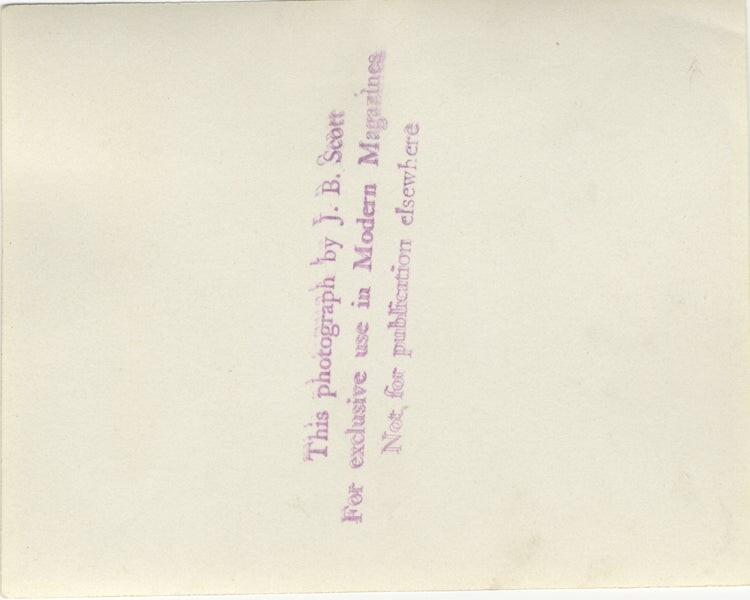 This photograph by J. B. Scott
For exclusive use in Modern Magazines
Not for publication elsewhere